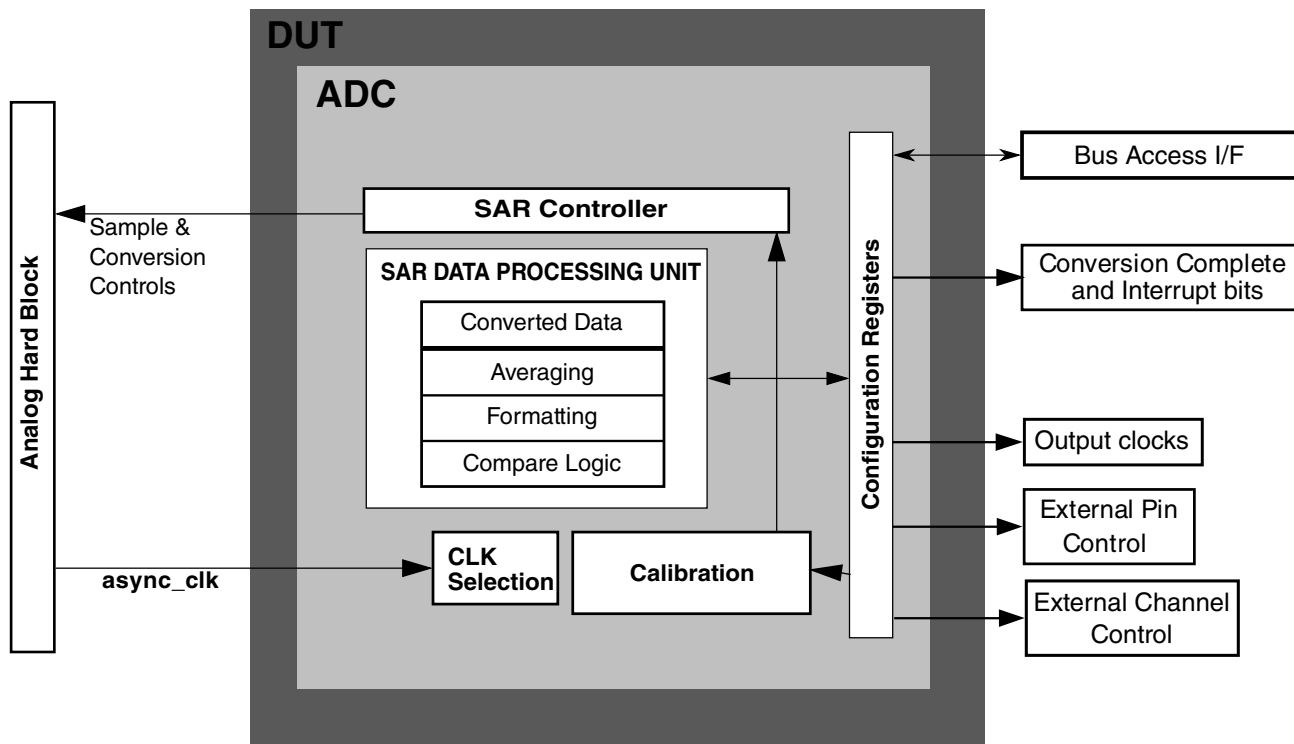 DUT
ADC
Analog Hard Block
Sample &
Conversion
Controls
async_clk
SAR Controller
SAR DATA PROCESSING UNIT
Converted Data
Averaging
Formatting
Compare Logic
CLK
Selection
Calibration
Configuration Registers
Bus Access I/F
Conversion Complete
and Interrupt bits
Output clocks
External Pin
Control
External Channel
Control